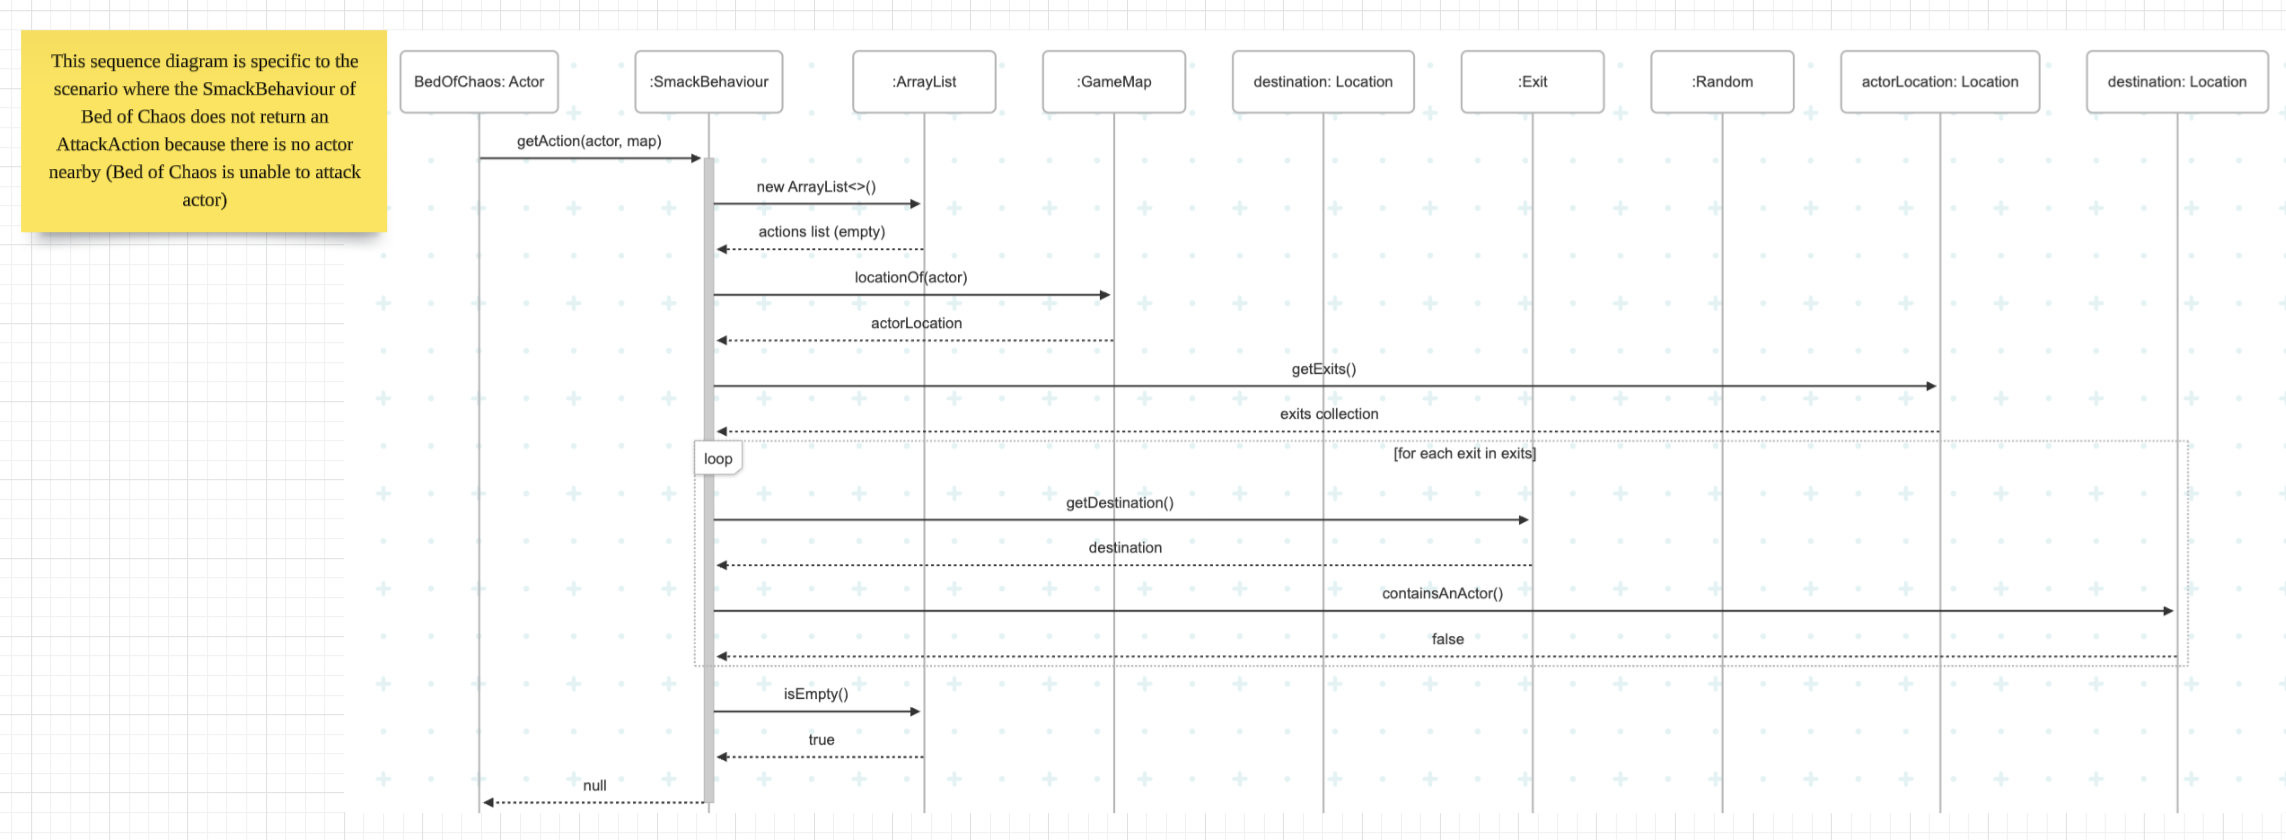 This sequence diagram is specific to the
scenario where the SmackBehaviour of
Bed of Chaos does not return an
AttackAction because there is no actor
nearby (Bed of Chaos is unable to attack
actor)
BedOfChaos: Actor
:SmackBehaviour
:ArrayList
:GameMap
destination: Location
:Exit
:Random
actorLocation: Location
destination: Location
getAction(actor, map)
new ArrayList<>()
actions list (empty)
locationOf(actor)
actorLocation
getExits()
exits collection
loop
[for each exit in exits]
getDestination()
destination
containsAnActor()
false
isEmpty()
true
null